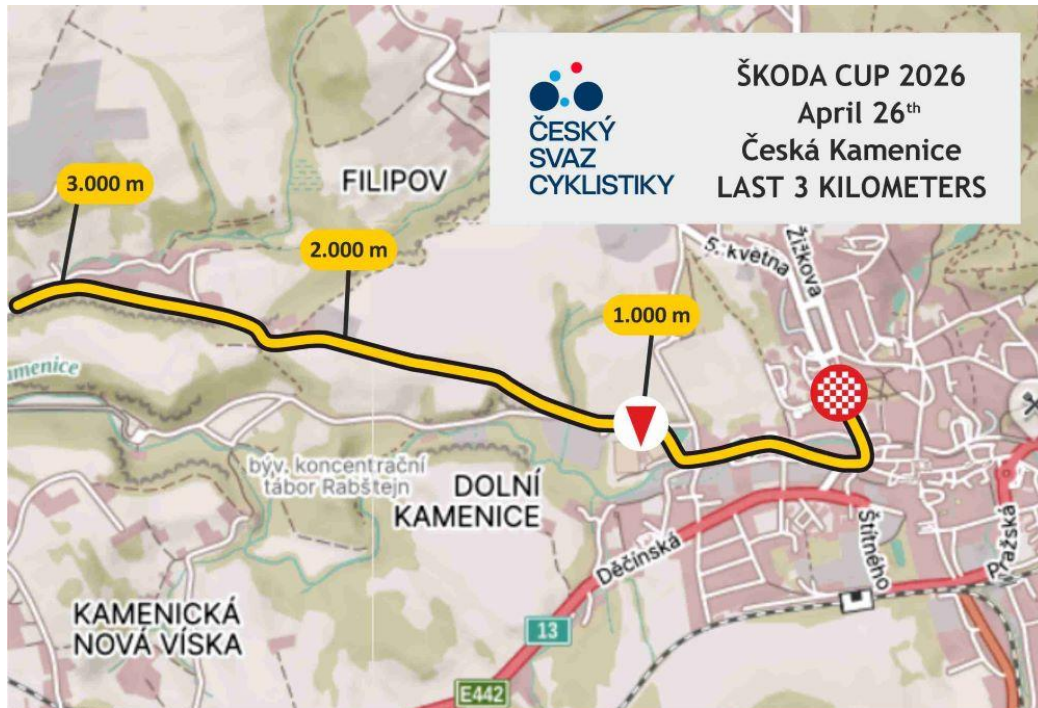 ŠKODA CUP 2026
April 26th
Česká Kamenice
LAST 3 KILOMETERS
ČESKÝ
SVAZ
CYKLISTIKY
3.000 m
FILIPOV
2.000 m
5. května
Žižkova
1.000 m
amenice
býv. koncentrační
tábor Rabštejn
DOLNÍ
KAMENICE
Děčínská
Štítného
Pražská
KAMENICKÁ
NOVÁ VÍSKA
13
E442